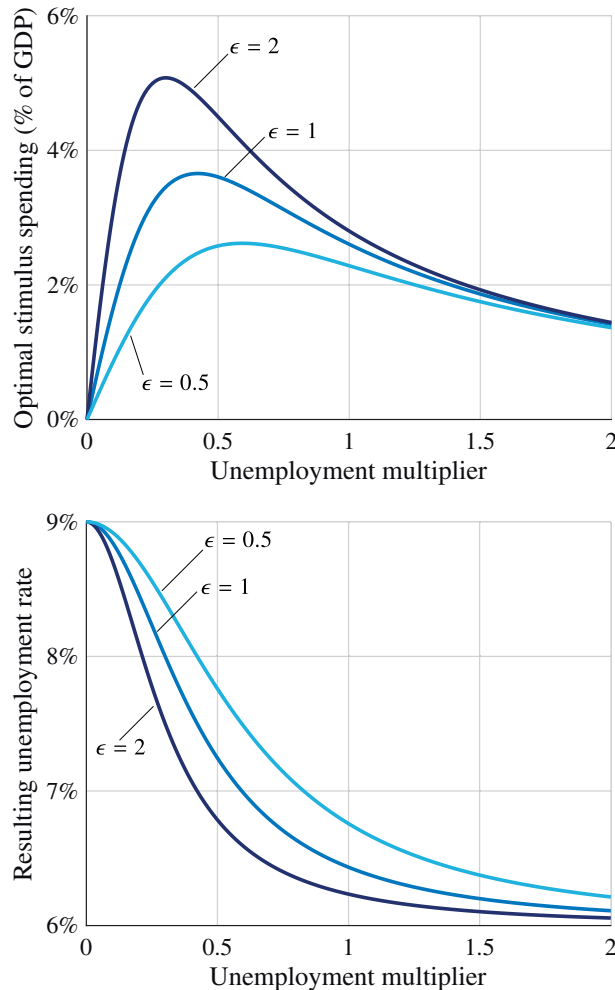 Optimal stimulus spending (% of GDP)
6%
4%
2%
0%
ϵ = 2
ϵ = 1
ϵ = 0.5
0
0.5
1
1.5
2
Unemployment multiplier
Resulting unemployment rate
9%
8%
7%
6%
ϵ = 0.5
ϵ = 1
ϵ = 2
0
0.5
1
1.5
2
Unemployment multiplier